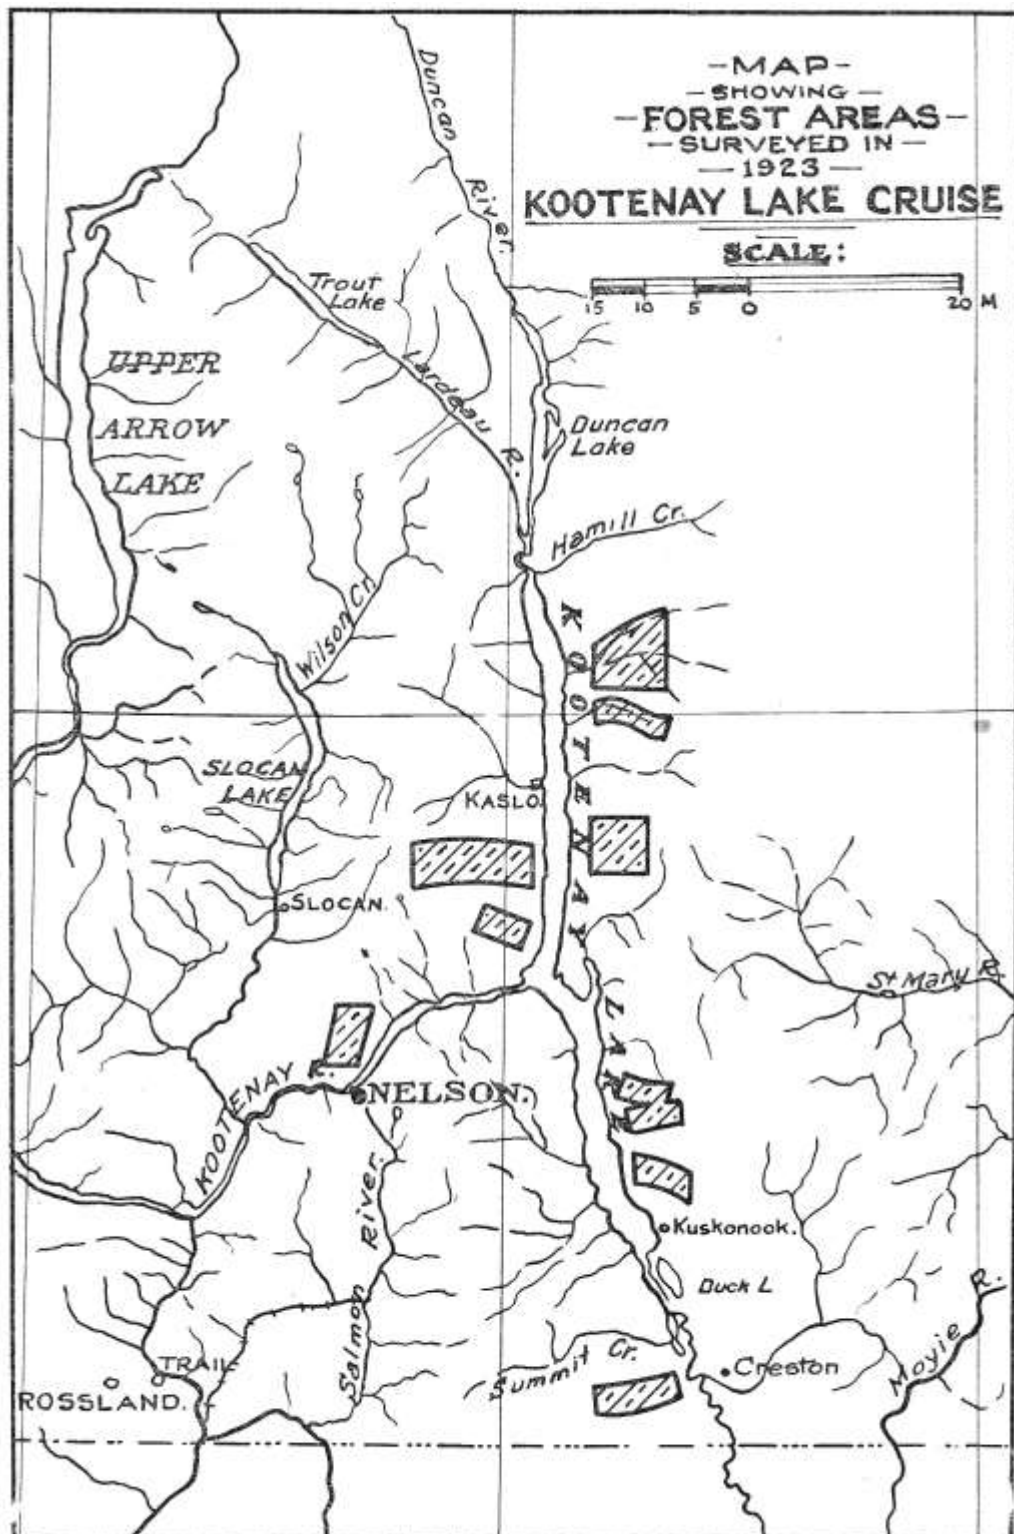 -MAP-
-SHOWING-
-FOREST AREAS-
-SURVEYED IN-
-1923-
KOOTENAY LAKE CRUISE
SCALE:
15 10 5 0 20 M
Duncan River.
Trout
Lake
Lardeau R.
UPPER
ARROW
LAKE
Duncan
Lake
Hamill Cr.
Wilson Cr.
KOOTENAY LAKE
SLOCAN
LAKE
KASLO.
SLOCAN.
St Mary R.
KOOTENAY R.
NELSON.
Salmon River.
Kuskonook.
Duck L
Summit Cr.
Creston
Moyie R.
TRAIL
ROSSLAND.